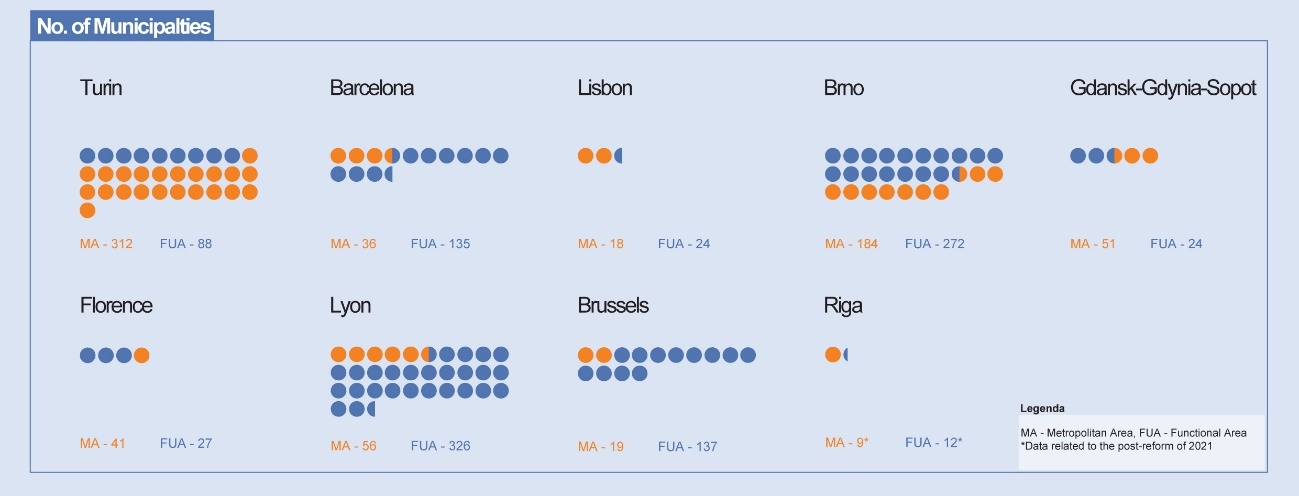 No. of Municipalties
Turin
Barcelona
Lisbon
Brno
Gdansk-Gdynia-Sopot
MA - 312 FUA - 88
MA - 36 FUA - 135
MA - 18 FUA - 24
MA - 184 FUA - 272
MA - 51 FUA - 24
Florence
Lyon
Brussels
Riga
MA - 41 FUA - 27
MA - 56 FUA - 326
MA - 19 FUA - 137
MA - 9* FUA - 12*
Legenda
MA - Metropolitan Area, FUA - Functional Area
*Data related to the post-reform of 2021